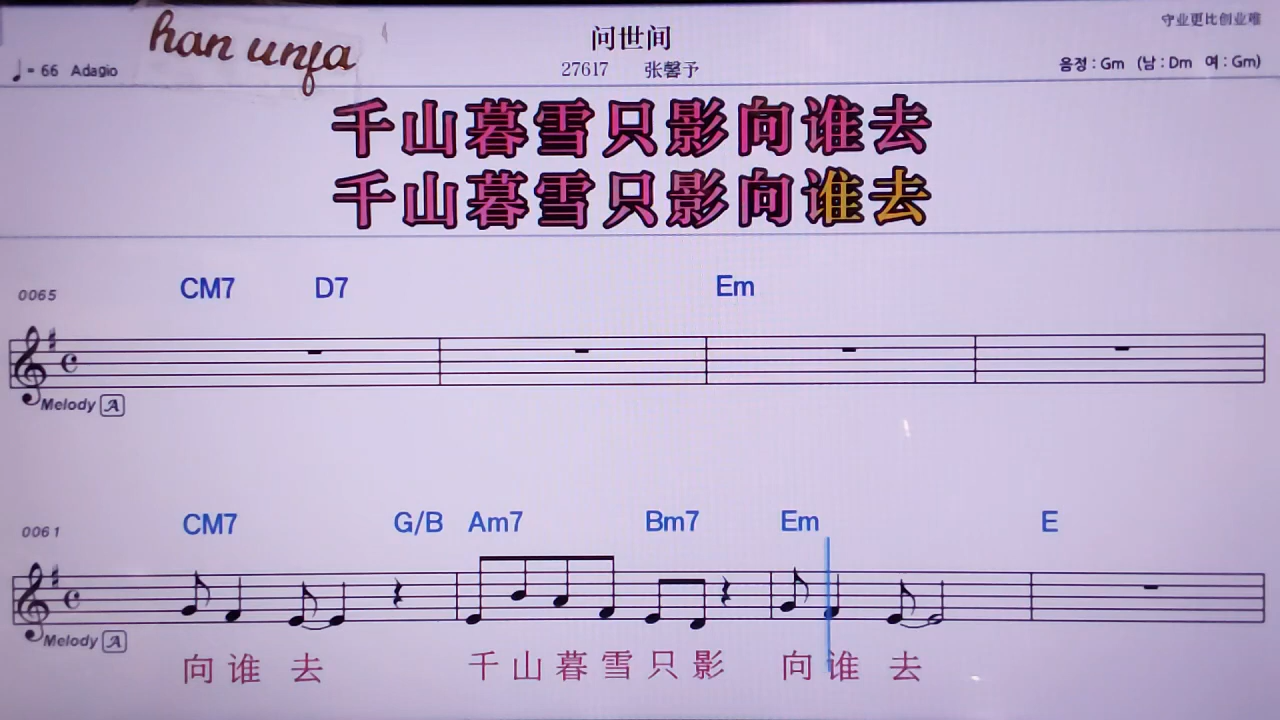 han unfa
问世间
守业更比创业难
♩= 66 Adagio
27617 张馨予
음정 : Gm (남 : Dm 여 : Gm)
千山暮雪只影向谁去
千山暮雪只影向谁去
0065 CM7 D7 Em
Melody A
0061 CM7 G/B Am7 Bm7 Em E
Melody A
向谁去 千山暮雪只影 向谁去